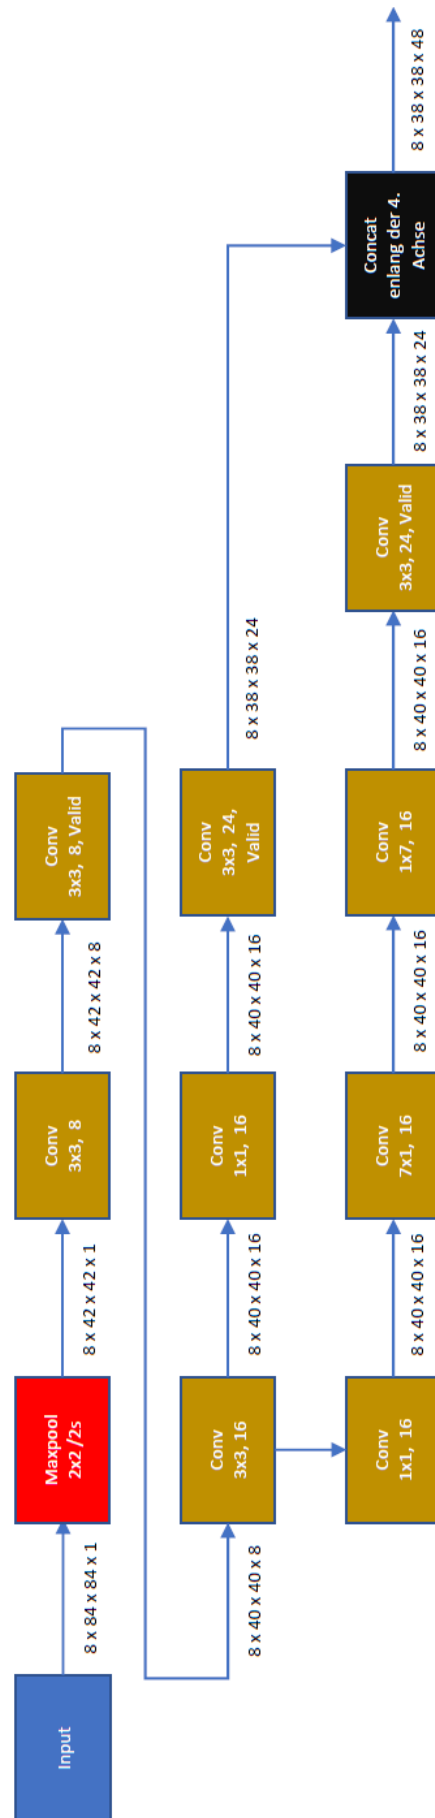 Input
8 x 84 x 84 x 1
Maxpool
2x2 /2s
8 x 42 x 42 x 1
Conv
3x3, 8
8 x 42 x 42 x 8
Conv
3x3, 8, Valid
8 x 40 x 40 x 8
Conv
3x3, 16
8 x 40 x 40 x 16
Conv
1x1, 16
8 x 40 x 40 x 16
Conv
3x3, 24,
Valid
8 x 38 x 38 x 24
Conv
1x1, 16
8 x 40 x 40 x 16
Conv
7x1, 16
8 x 40 x 40 x 16
Conv
1x7, 16
8 x 40 x 40 x 16
Conv
3x3, 24, Valid
8 x 38 x 38 x 24
Concat
enlang der 4.
Achse
8 x 38 x 38 x 48